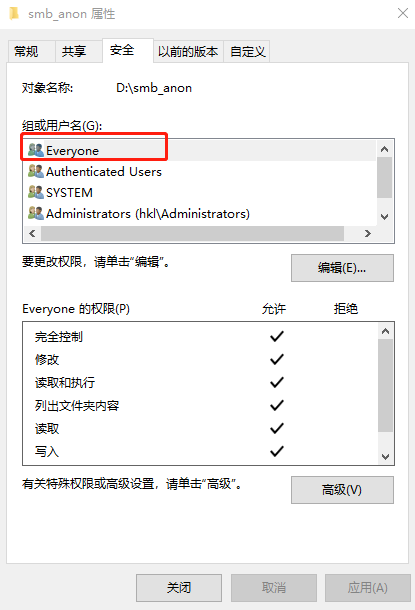 smb_anon 属性
常规 共享 安全 以前的版本 自定义
对象名称: D:\smb_anon
组或用户名(G):
Everyone
Authenticated Users
SYSTEM
Administrators (hkl\Administrators)
要更改权限，请单击“编辑”。
编辑(E)...
Everyone 的权限(P) 允许 拒绝
完全控制
修改
读取和执行
列出文件夹内容
读取
写入
有关特殊权限或高级设置，请单击“高级”。
高级(V)
关闭 取消 应用(A)